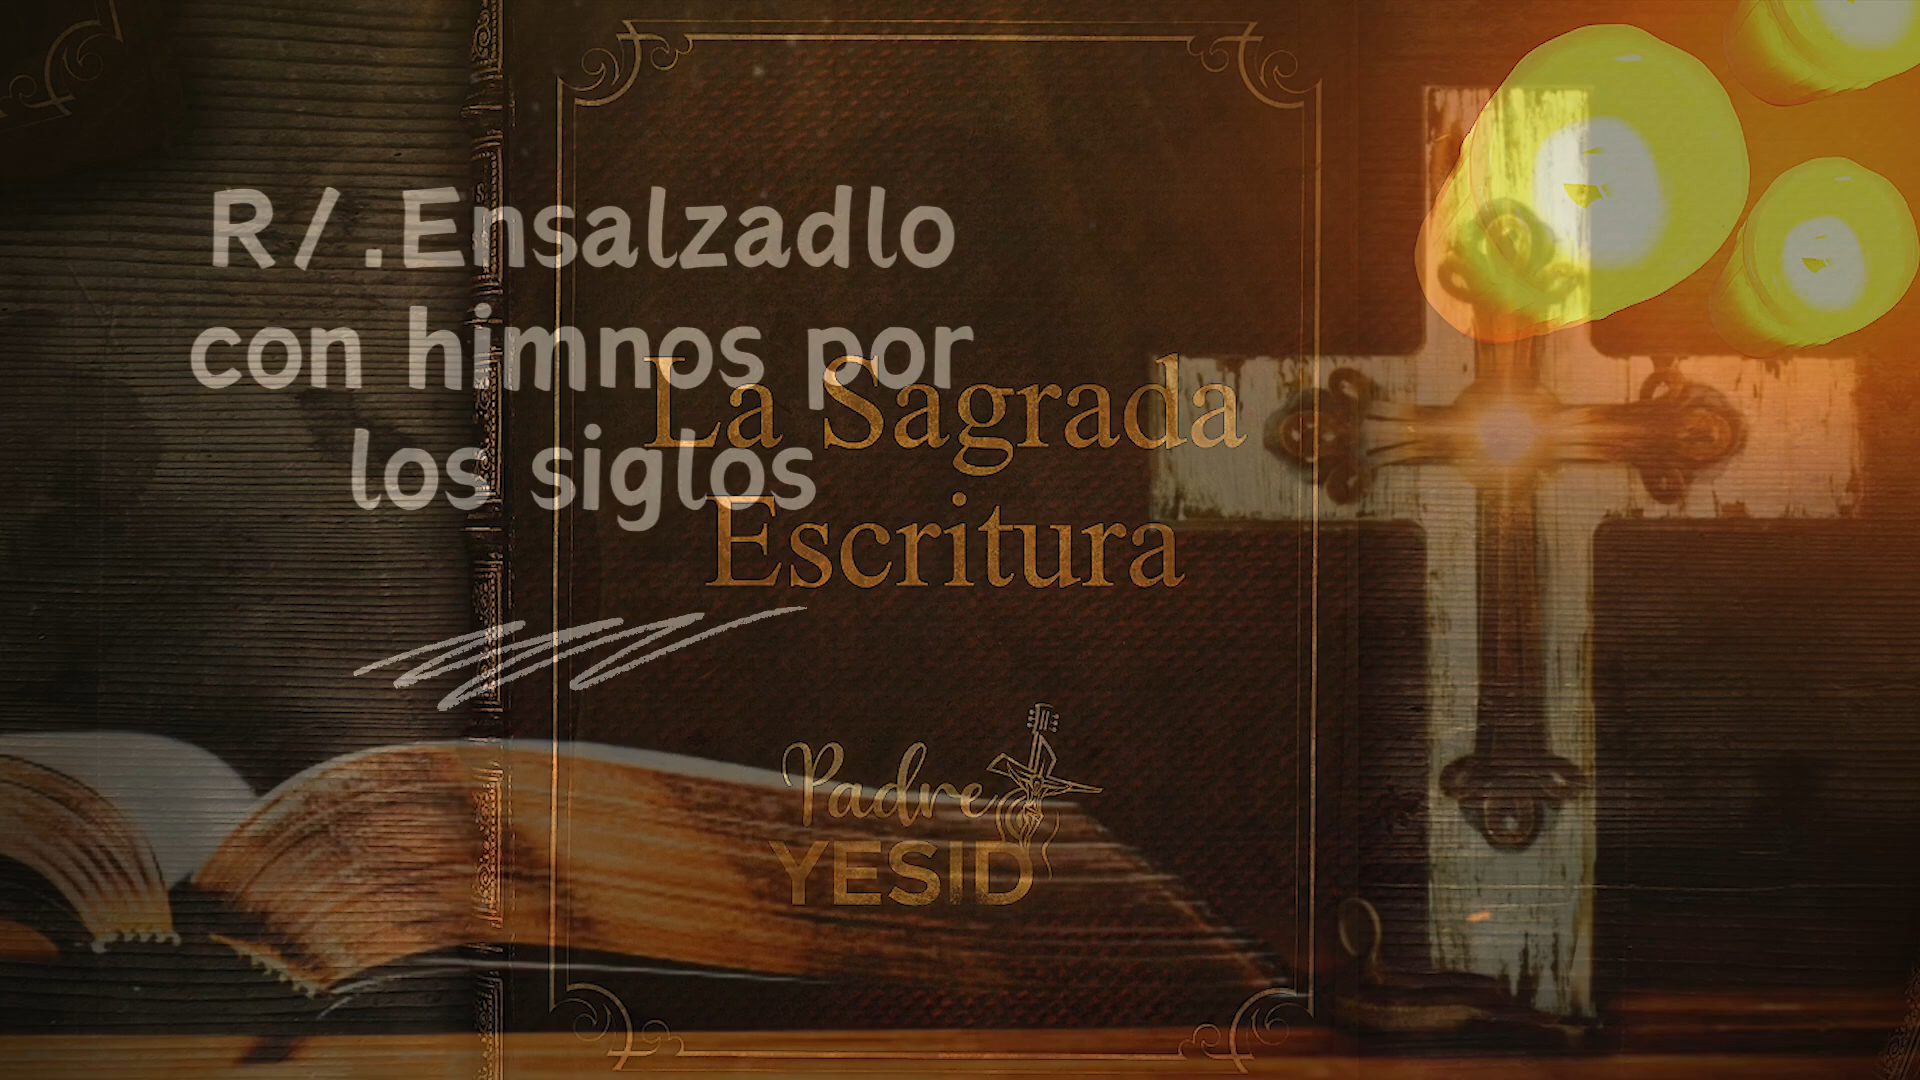 R/.Ensalzadlo
con himnos por
los siglos
La Sagrada
Escritura
Padre
YESID